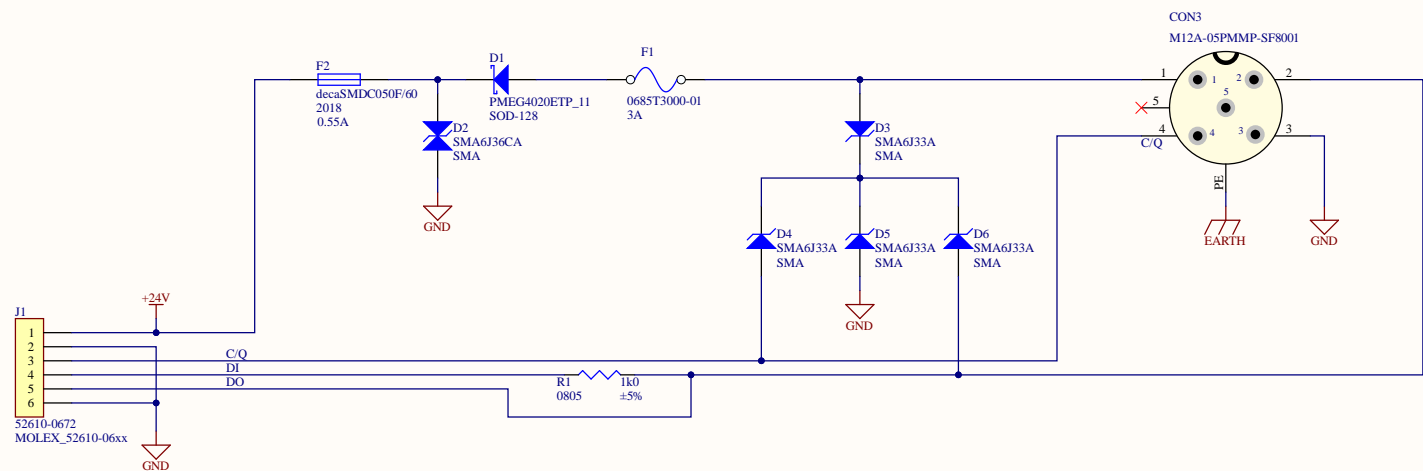 CON3
M12A-05PMMP-SF8001
F2
decaSMDC050F/60
2018
0.55A
D1
PMEG4020ETP_11
SOD-128
F1
0685T3000-01
3A
1
1
2
2
5
5
4
4
3
3
C/Q
PE
EARTH
GND
D2
SMA6J36CA
SMA
GND
D3
SMA6J33A
SMA
D4
SMA6J33A
SMA
D5
SMA6J33A
SMA
D6
SMA6J33A
SMA
GND
+24V
J1
1
2
3
4
5
6
C/Q
DI
DO
R1
0805
1k0
±5%
52610-0672
MOLEX_52610-06xx
GND